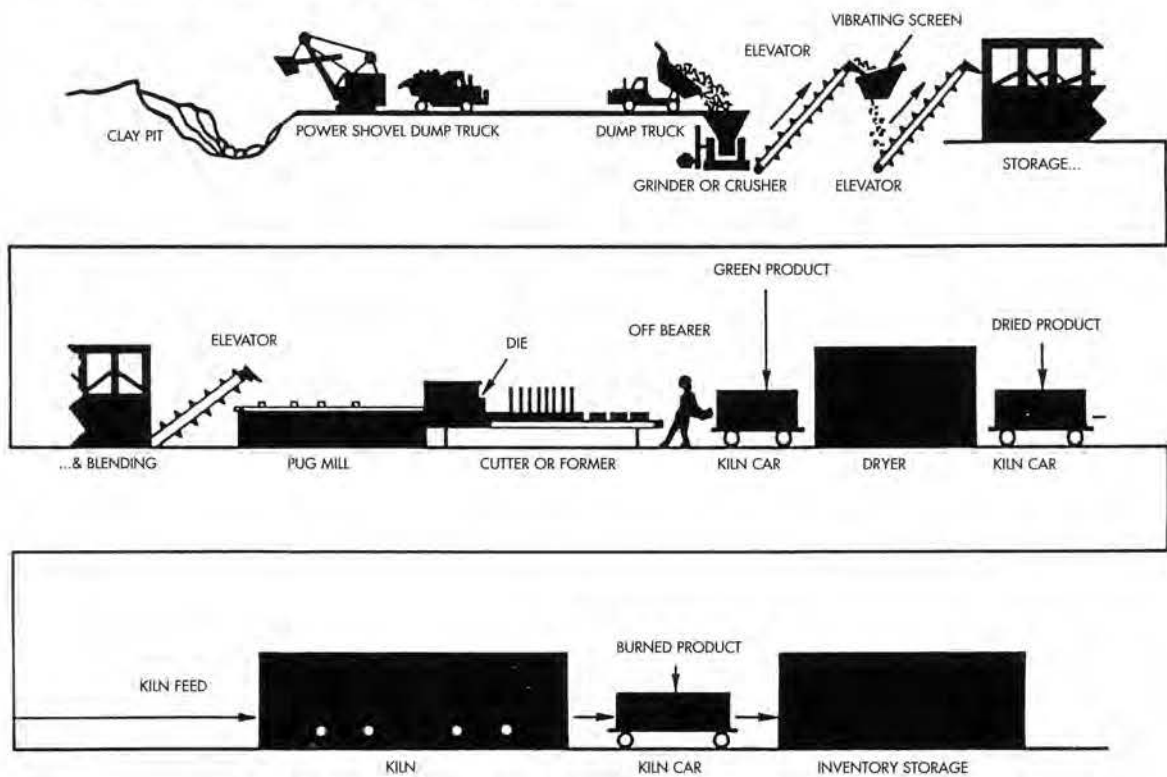 VIBRATING SCREEN
ELEVATOR
CLAY PIT
POWER SHOVEL DUMP TRUCK
DUMP TRUCK
GRINDER OR CRUSHER
ELEVATOR
STORAGE...
GREEN PRODUCT
OFF BEARER
DRIED PRODUCT
ELEVATOR
DIE
...& BLENDING
PUG MILL
CUTTER OR FORMER
KILN CAR
DRYER
KILN CAR
BURNED PRODUCT
KILN FEED
KILN
KILN CAR
INVENTORY STORAGE